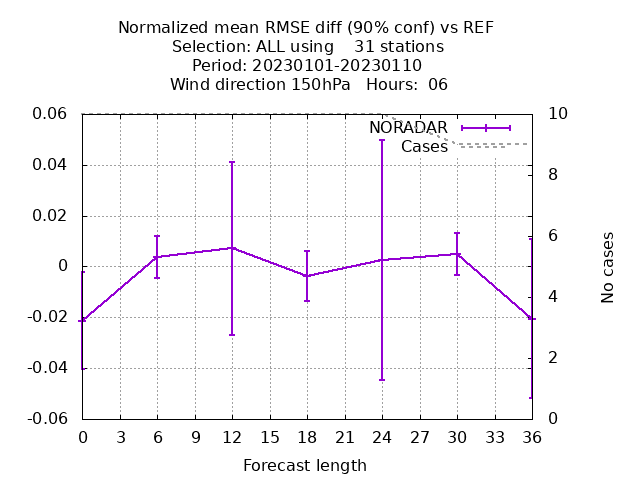 Normalized mean RMSE diff (90% conf) vs REF
Selection: ALL using    31 stations
Period: 20230101-20230110
Wind direction 150hPa   Hours:  06
0.06
0.04
0.02
0
-0.02
-0.04
-0.06
10
8
6
4
2
0
NORADAR
Cases
No cases
0 3 6 9 12 15 18 21 24 27 30 33 36
Forecast length